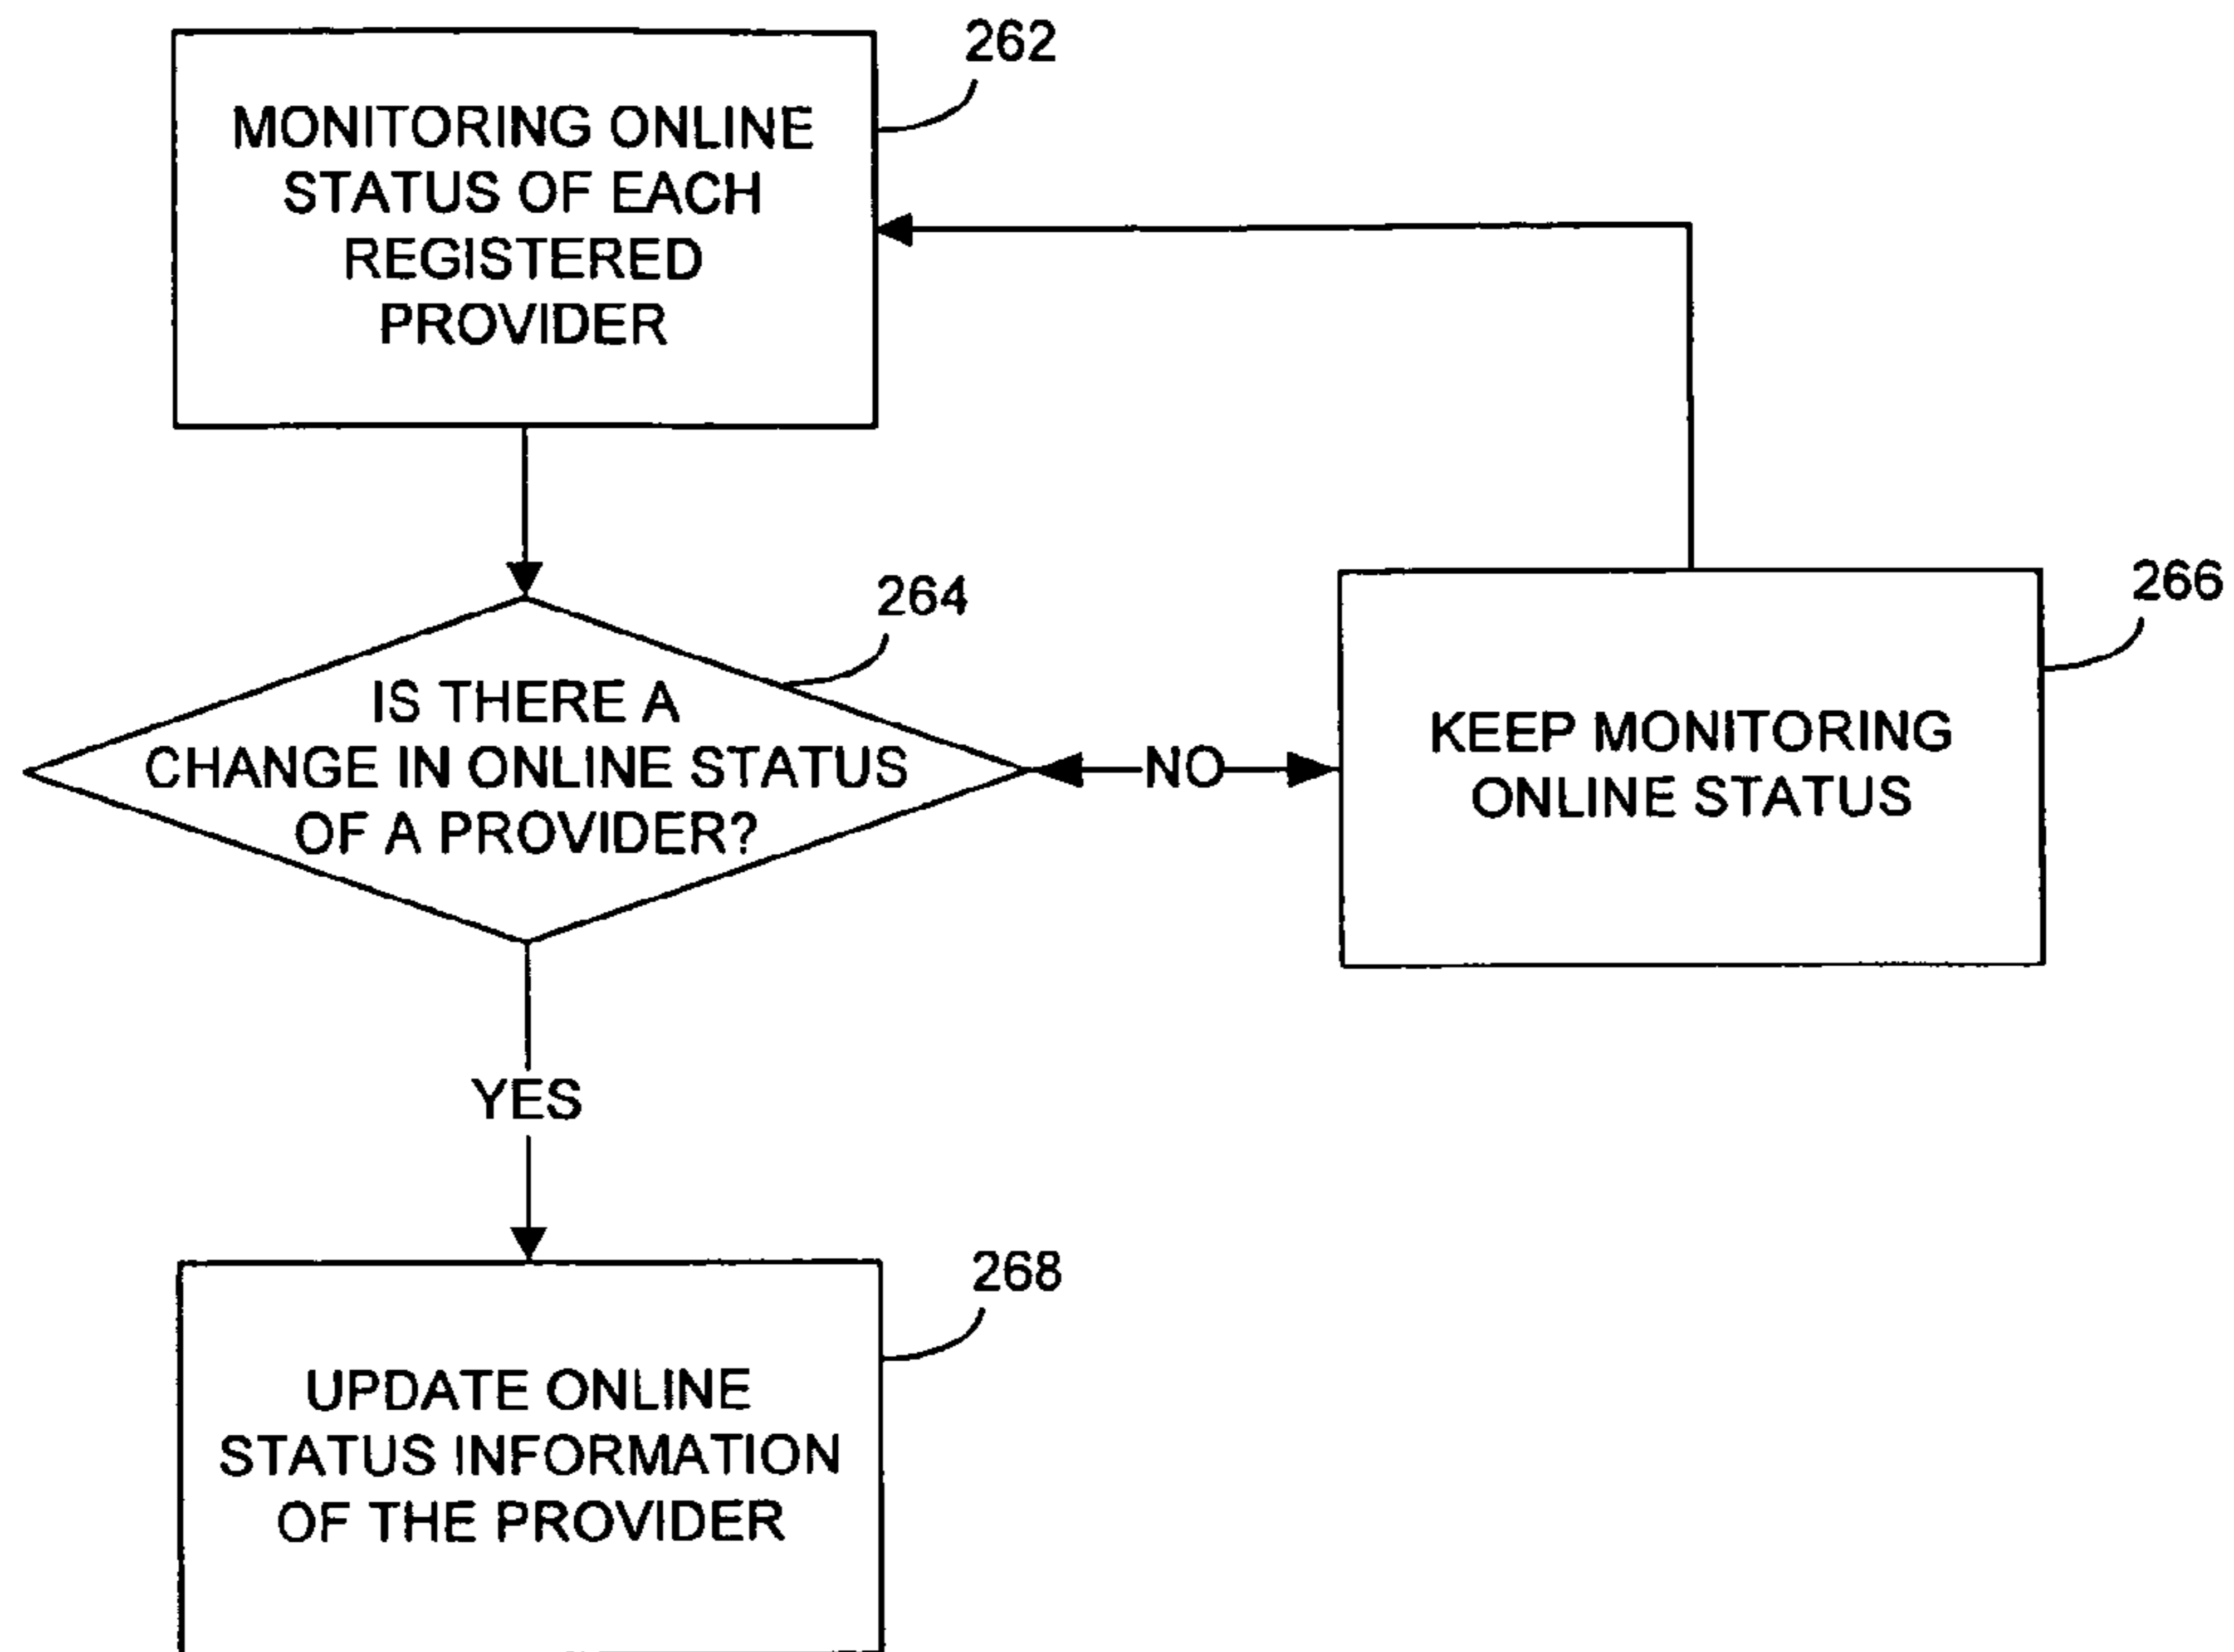 262
MONITORING ONLINE
STATUS OF EACH
REGISTERED
PROVIDER
264
IS THERE A
CHANGE IN ONLINE STATUS
OF A PROVIDER?
NO
266
KEEP MONITORING
ONLINE STATUS
YES
268
UPDATE ONLINE
STATUS INFORMATION
OF THE PROVIDER